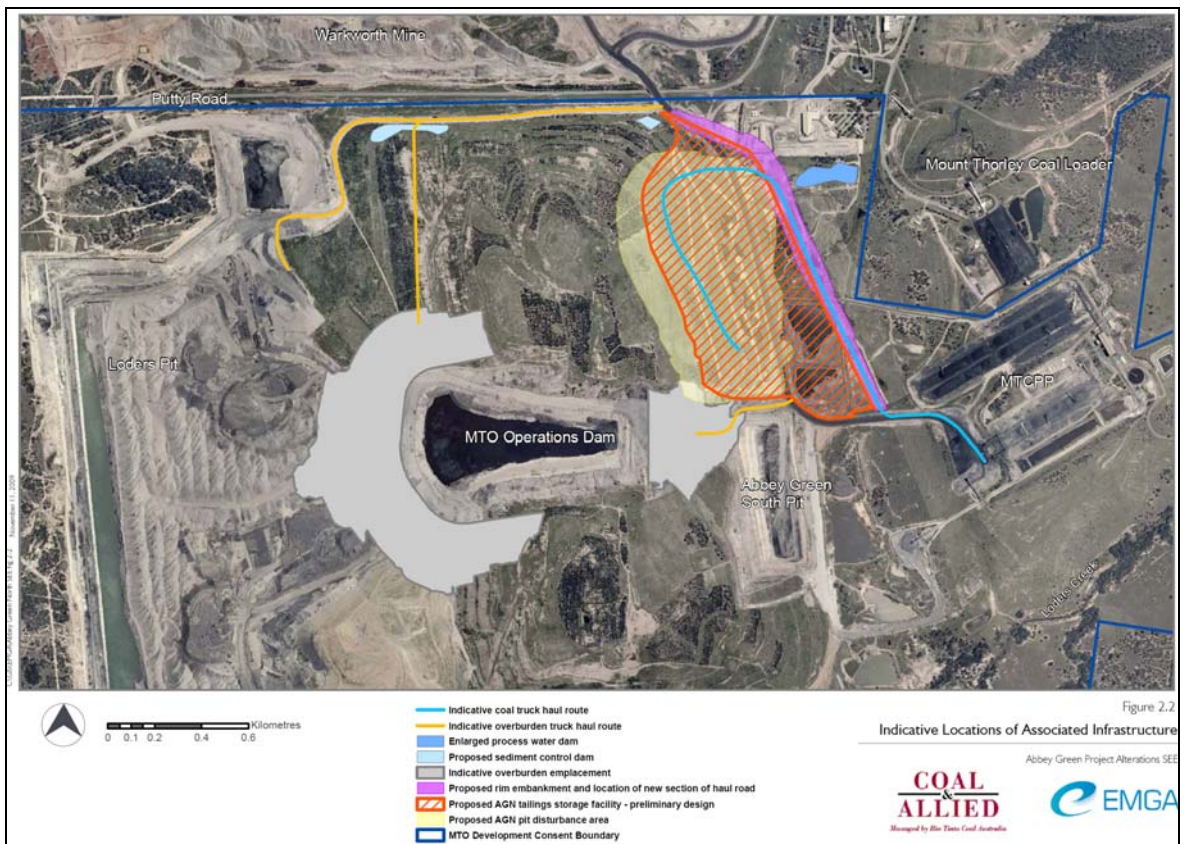 Warkworth Mine
Putty Road
Mount Thorley Coal Loader
Loders Pit
MTCPP
MTO Operations Dam
Abbey Green
South Pit
Loders Creek
Figure 2.2
Indicative Locations of Associated Infrastructure
Abbey Green Project Alterations SEE
Kilometres
0 0.1 0.2 0.4 0.6
Indicative coal truck haul route
Indicative overburden truck haul route
Enlarged process water dam
Proposed sediment control dam
Indicative overburden emplacement
Proposed rim embankment and location of new section of haul road
Proposed AGN tailings storage facility - preliminary design
Proposed AGN pit disturbance area
MTO Development Consent Boundary
COAL
&
ALLIED
Managed by Rio Tinto Coal Australia
EMGA
November 11, 2009